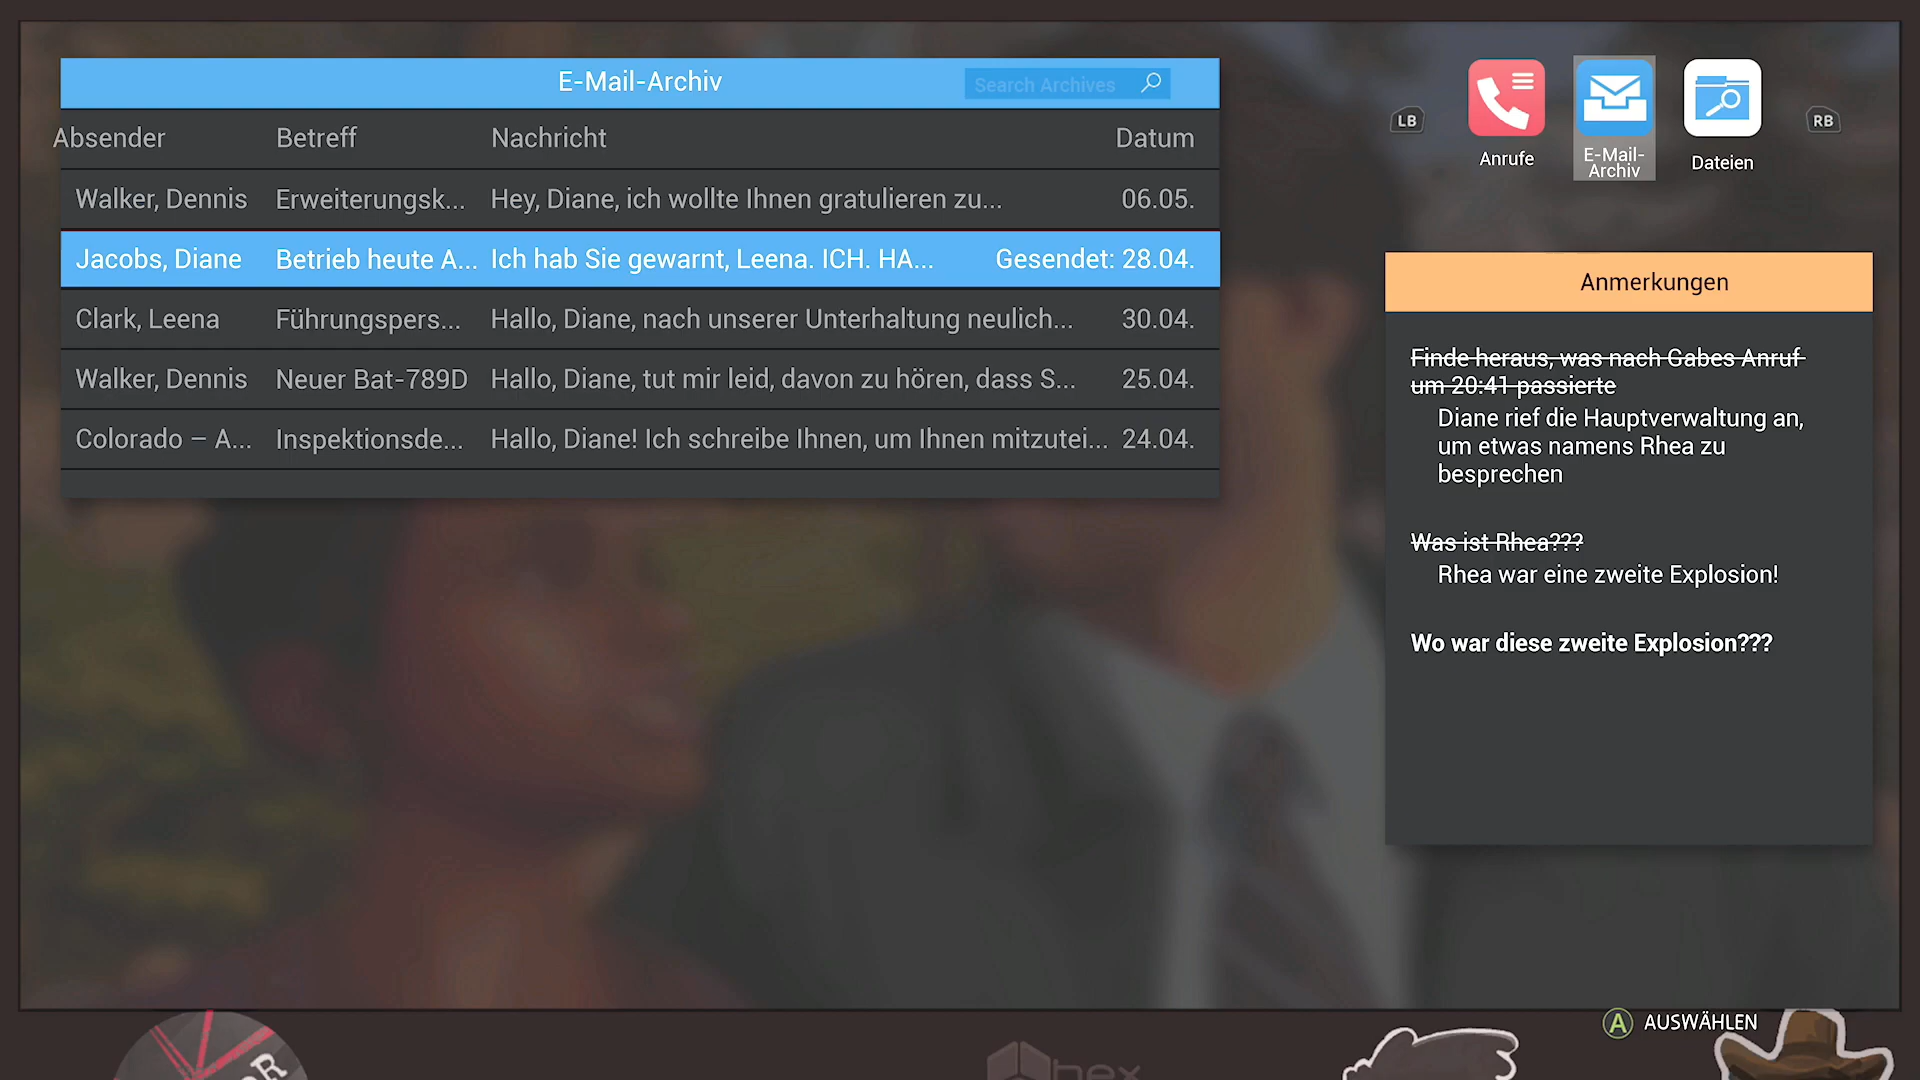 E-Mail-Archiv
Search Archives
Absender Betreff Nachricht Datum
Walker, Dennis Erweiterungsk... Hey, Diane, ich wollte Ihnen gratulieren zu... 06.05.
Jacobs, Diane Betrieb heute A... Ich hab Sie gewarnt, Leena. ICH. HA... Gesendet: 28.04.
Clark, Leena Führungspers... Hallo, Diane, nach unserer Unterhaltung neulich... 30.04.
Walker, Dennis Neuer Bat-789D Hallo, Diane, tut mir leid, davon zu hören, dass S... 25.04.
Colorado – A... Inspektionsde... Hallo, Diane! Ich schreibe Ihnen, um Ihnen mitzutei... 24.04.
LB
Anrufe
E-Mail-
Archiv
Dateien
RB
Anmerkungen
Finde heraus, was nach Gabes Anruf
um 20:41 passierte
Diane rief die Hauptverwaltung an,
um etwas namens Rhea zu
besprechen
Was ist Rhea???
Rhea war eine zweite Explosion!
Wo war diese zweite Explosion???
A AUSWÄHLEN
hex